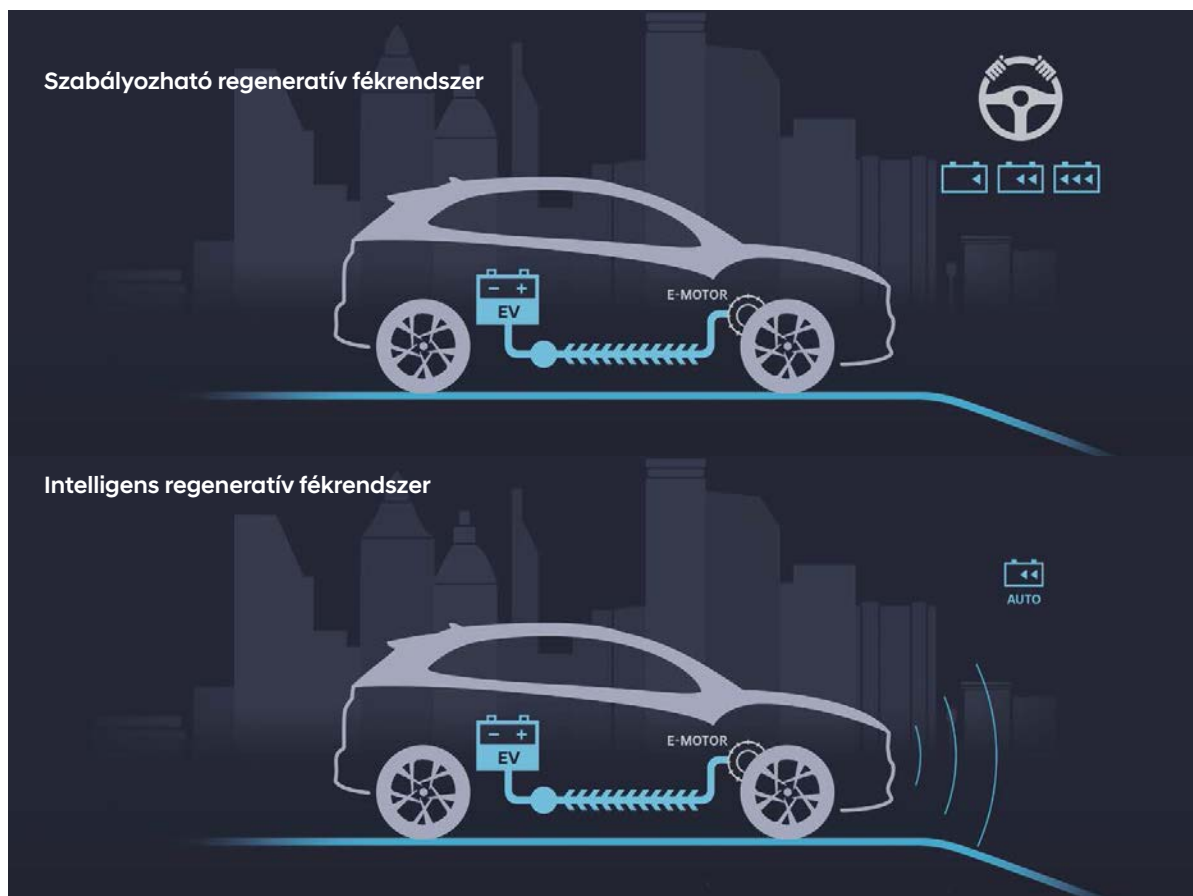 Szabályozható regeneratív fékrendszer
E-MOTOR
- +
EV
Intelligens regeneratív fékrendszer
AUTO
E-MOTOR
- +
EV